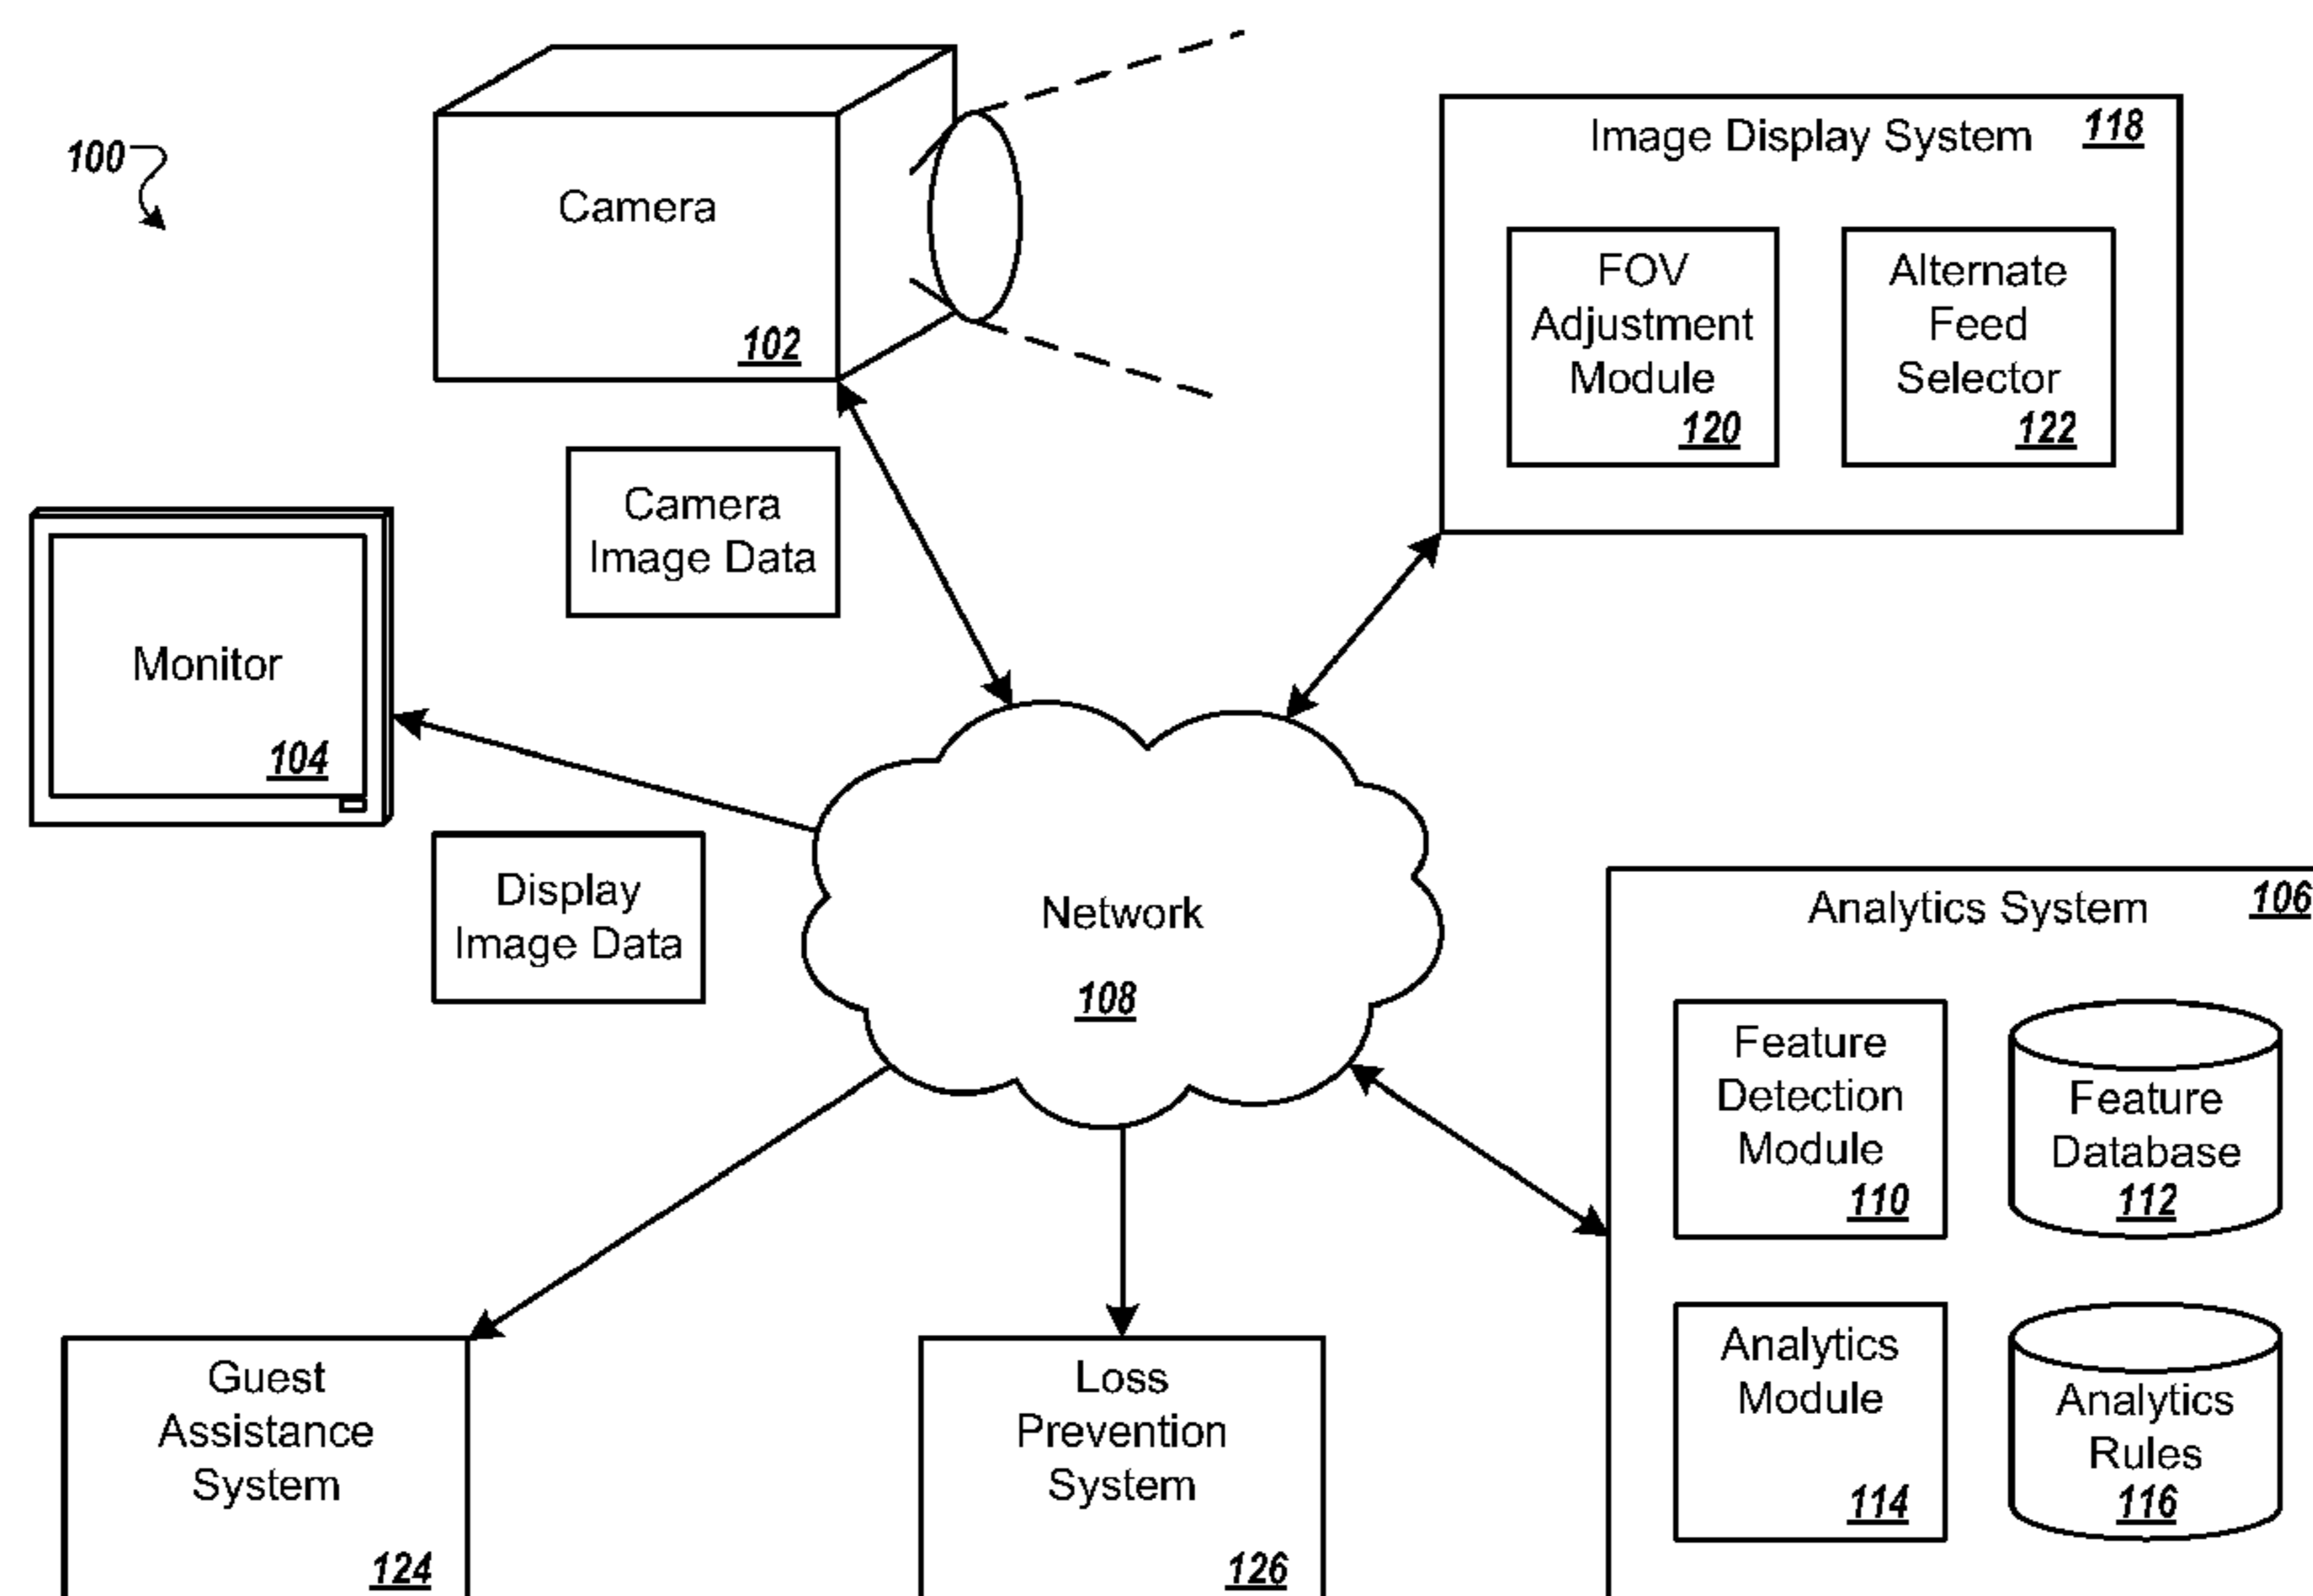 100
Camera
102
Image Display System 118
FOV
Adjustment
Module
120
Alternate
Feed
Selector
122
Camera
Image Data
Monitor
104
Display
Image Data
Network
108
Analytics System 106
Feature
Detection
Module
110
Feature
Database
112
Analytics
Module
114
Analytics
Rules
116
Guest
Assistance
System
124
Loss
Prevention
System
126